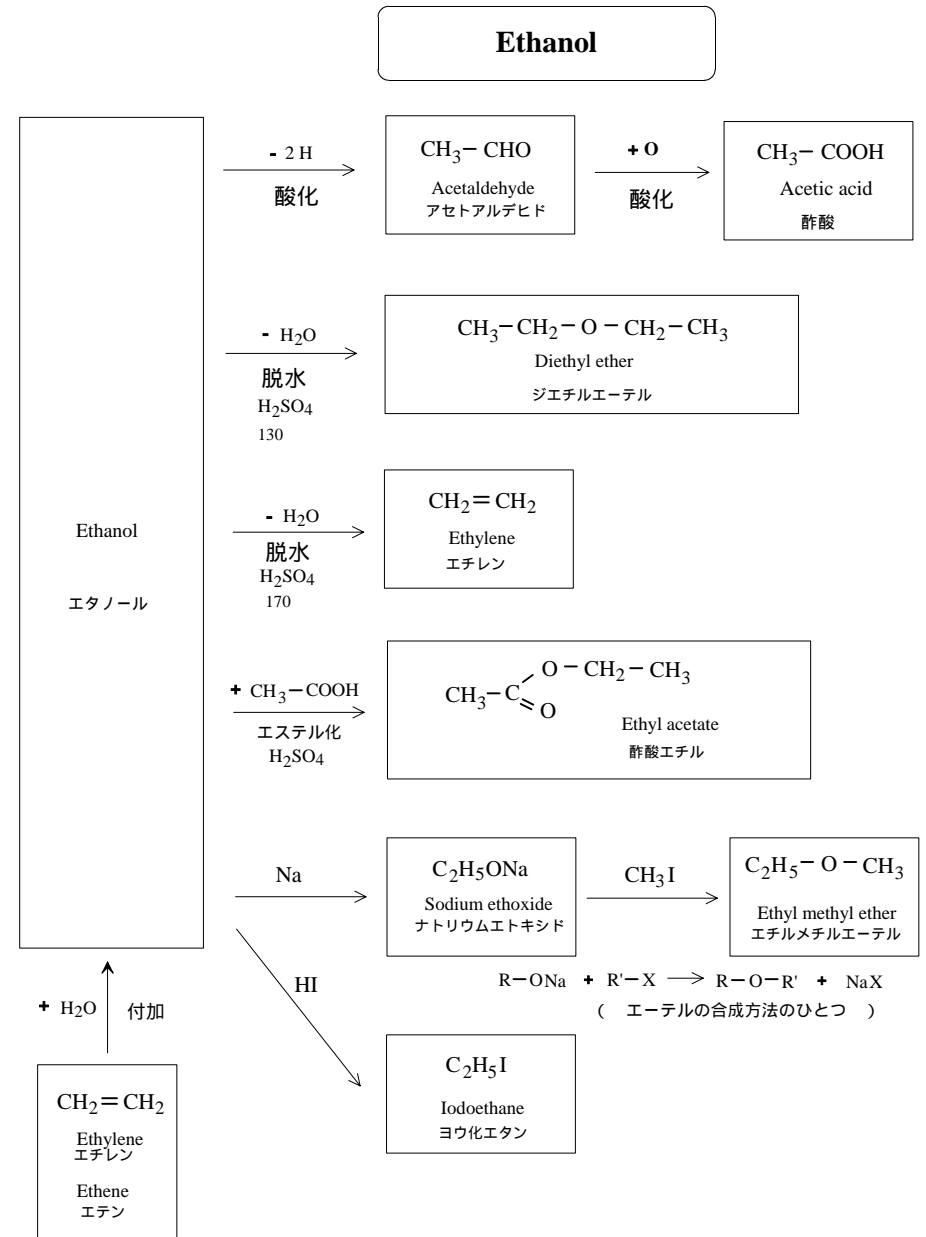 Ethanol
- 2 H
酸化
CH3− CHO
Acetaldehyde
アセトアルデヒド
+ O
酸化
CH3− COOH
Acetic acid
酢酸
- H2O
脱水
H2SO4
130
CH3−CH2−O−CH2−CH3
Diethyl ether
ジエチルエーテル
Ethanol
エタノール
- H2O
脱水
H2SO4
170
CH2=CH2
Ethylene
エチレン
+ CH3−COOH
エステル化
H2SO4
O−CH2−CH3
CH3−C
O
Ethyl acetate
酢酸エチル
Na
C2H5ONa
Sodium ethoxide
ナトリウムエトキシド
CH3I
C2H5−O−CH3
Ethyl methyl ether
エチルメチルエーテル
R−ONa + R'−X → R−O−R' + NaX
( エーテルの合成方法のひとつ )
HI
C2H5I
Iodoethane
ヨウ化エタン
+ H2O 付加
CH2=CH2
Ethylene
エチレン
Ethene
エテン